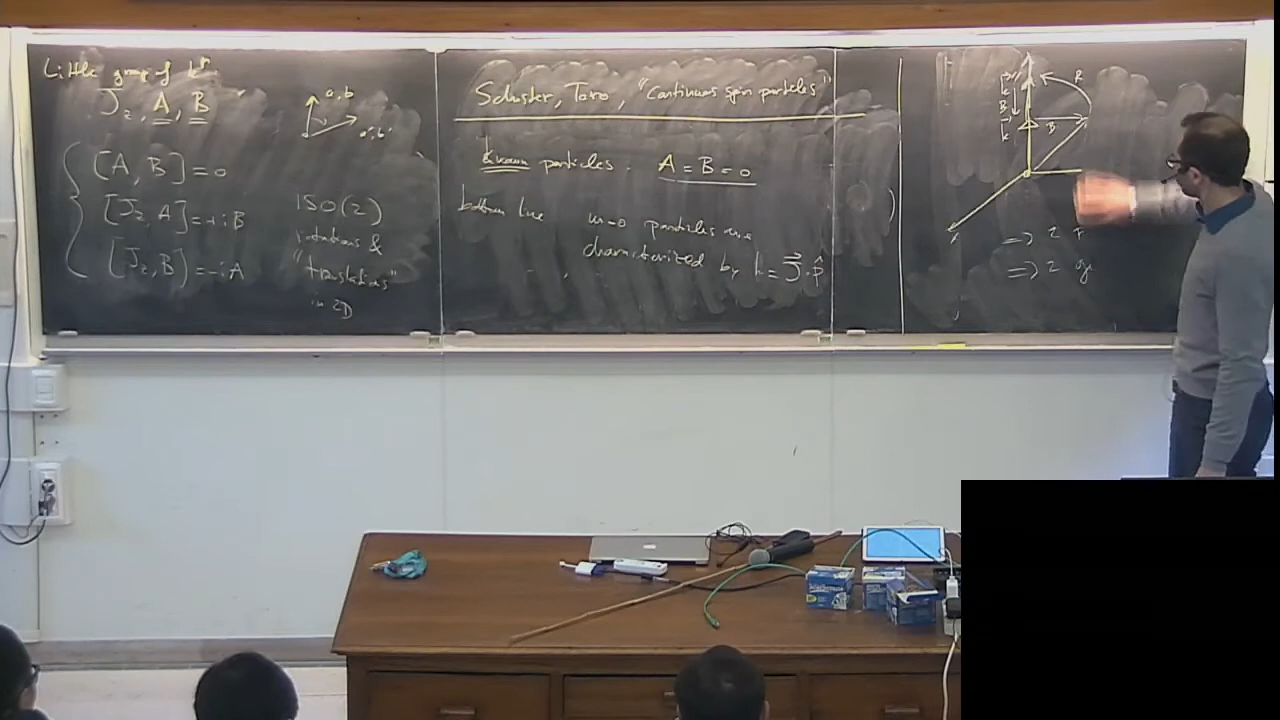 Little group of k^μ
J_z, A, B
[A, B] = 0
[J_z, A] = +iB
[J_z, B] = -iA
a, b
a', b'
ISO(2)
rotations &
"translations"
in 2D
Schuster, Toro, "Continuous spin particles"
known particles: A = B = 0
bottom line
m=0 particles are
characterized by h = J⃗·p̂
R
B
B
k
=> 2
=> 2